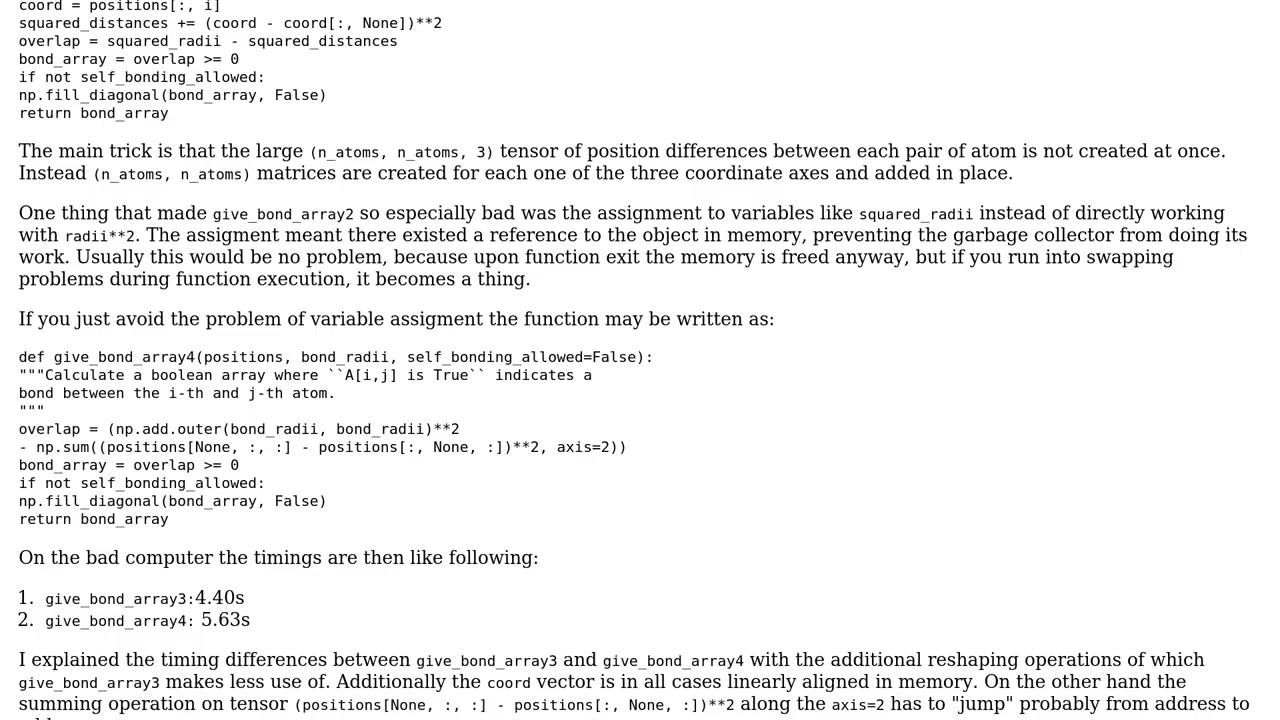 coord = positions[:, i]
squared_distances += (coord - coord[:, None])**2
overlap = squared_radii - squared_distances
bond_array = overlap >= 0
if not self_bonding_allowed:
np.fill_diagonal(bond_array, False)
return bond_array
The main trick is that the large (n_atoms, n_atoms, 3) tensor of position differences between each pair of atom is not created at once.
Instead (n_atoms, n_atoms) matrices are created for each one of the three coordinate axes and added in place.
One thing that made give_bond_array2 so especially bad was the assignment to variables like squared_radii instead of directly working
with radii**2. The assigment meant there existed a reference to the object in memory, preventing the garbage collector from doing its
work. Usually this would be no problem, because upon function exit the memory is freed anyway, but if you run into swapping
problems during function execution, it becomes a thing.
If you just avoid the problem of variable assigment the function may be written as:
def give_bond_array4(positions, bond_radii, self_bonding_allowed=False):
"""Calculate a boolean array where ``A[i,j] is True`` indicates a
bond between the i-th and j-th atom.
"""
overlap = (np.add.outer(bond_radii, bond_radii)**2
- np.sum((positions[None, :, :] - positions[:, None, :])**2, axis=2))
bond_array = overlap >= 0
if not self_bonding_allowed:
np.fill_diagonal(bond_array, False)
return bond_array
On the bad computer the timings are then like following:
1. give_bond_array3:4.40s
2. give_bond_array4: 5.63s
I explained the timing differences between give_bond_array3 and give_bond_array4 with the additional reshaping operations of which
give_bond_array3 makes less use of. Additionally the coord vector is in all cases linearly aligned in memory. On the other hand the
summing operation on tensor (positions[None, :, :] - positions[:, None, :])**2 along the axis=2 has to "jump" probably from address to